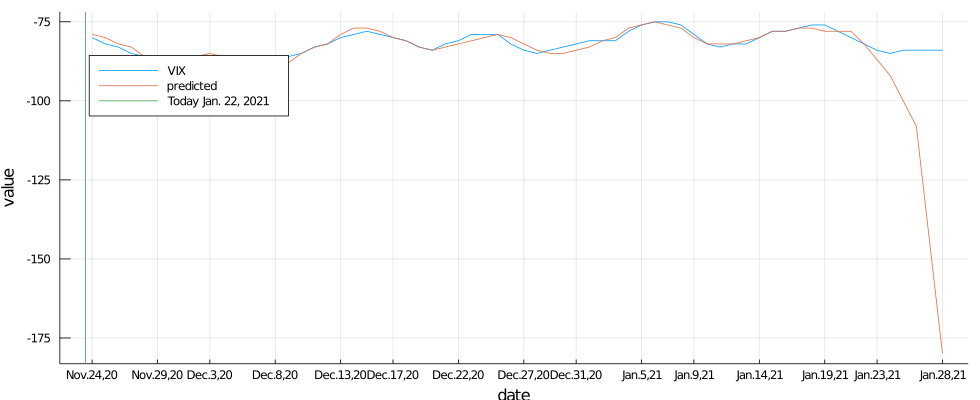 -75
-100
-125
-150
-175
value
VIX
predicted
Today Jan. 22, 2021
Nov.24,20 Nov.29,20 Dec.3,20 Dec.8,20 Dec.13,20 Dec.17,20 Dec.22,20 Dec.27,20 Dec.31,20 Jan.5,21 Jan.9,21 Jan.14,21 Jan.19,21 Jan.23,21 Jan.28,21
date